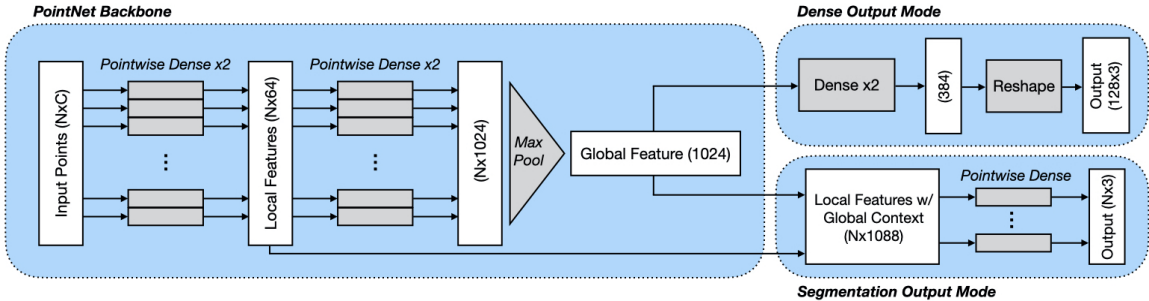 PointNet Backbone
Pointwise Dense x2
Pointwise Dense x2
Input Points (NxC)
Local Features (Nx64)
(Nx1024)
Max
Pool
Global Feature (1024)
Dense Output Mode
Dense x2
(384)
Reshape
Output
(128x3)
Local Features w/
Global Context
(Nx1088)
Pointwise Dense
Output (Nx3)
Segmentation Output Mode